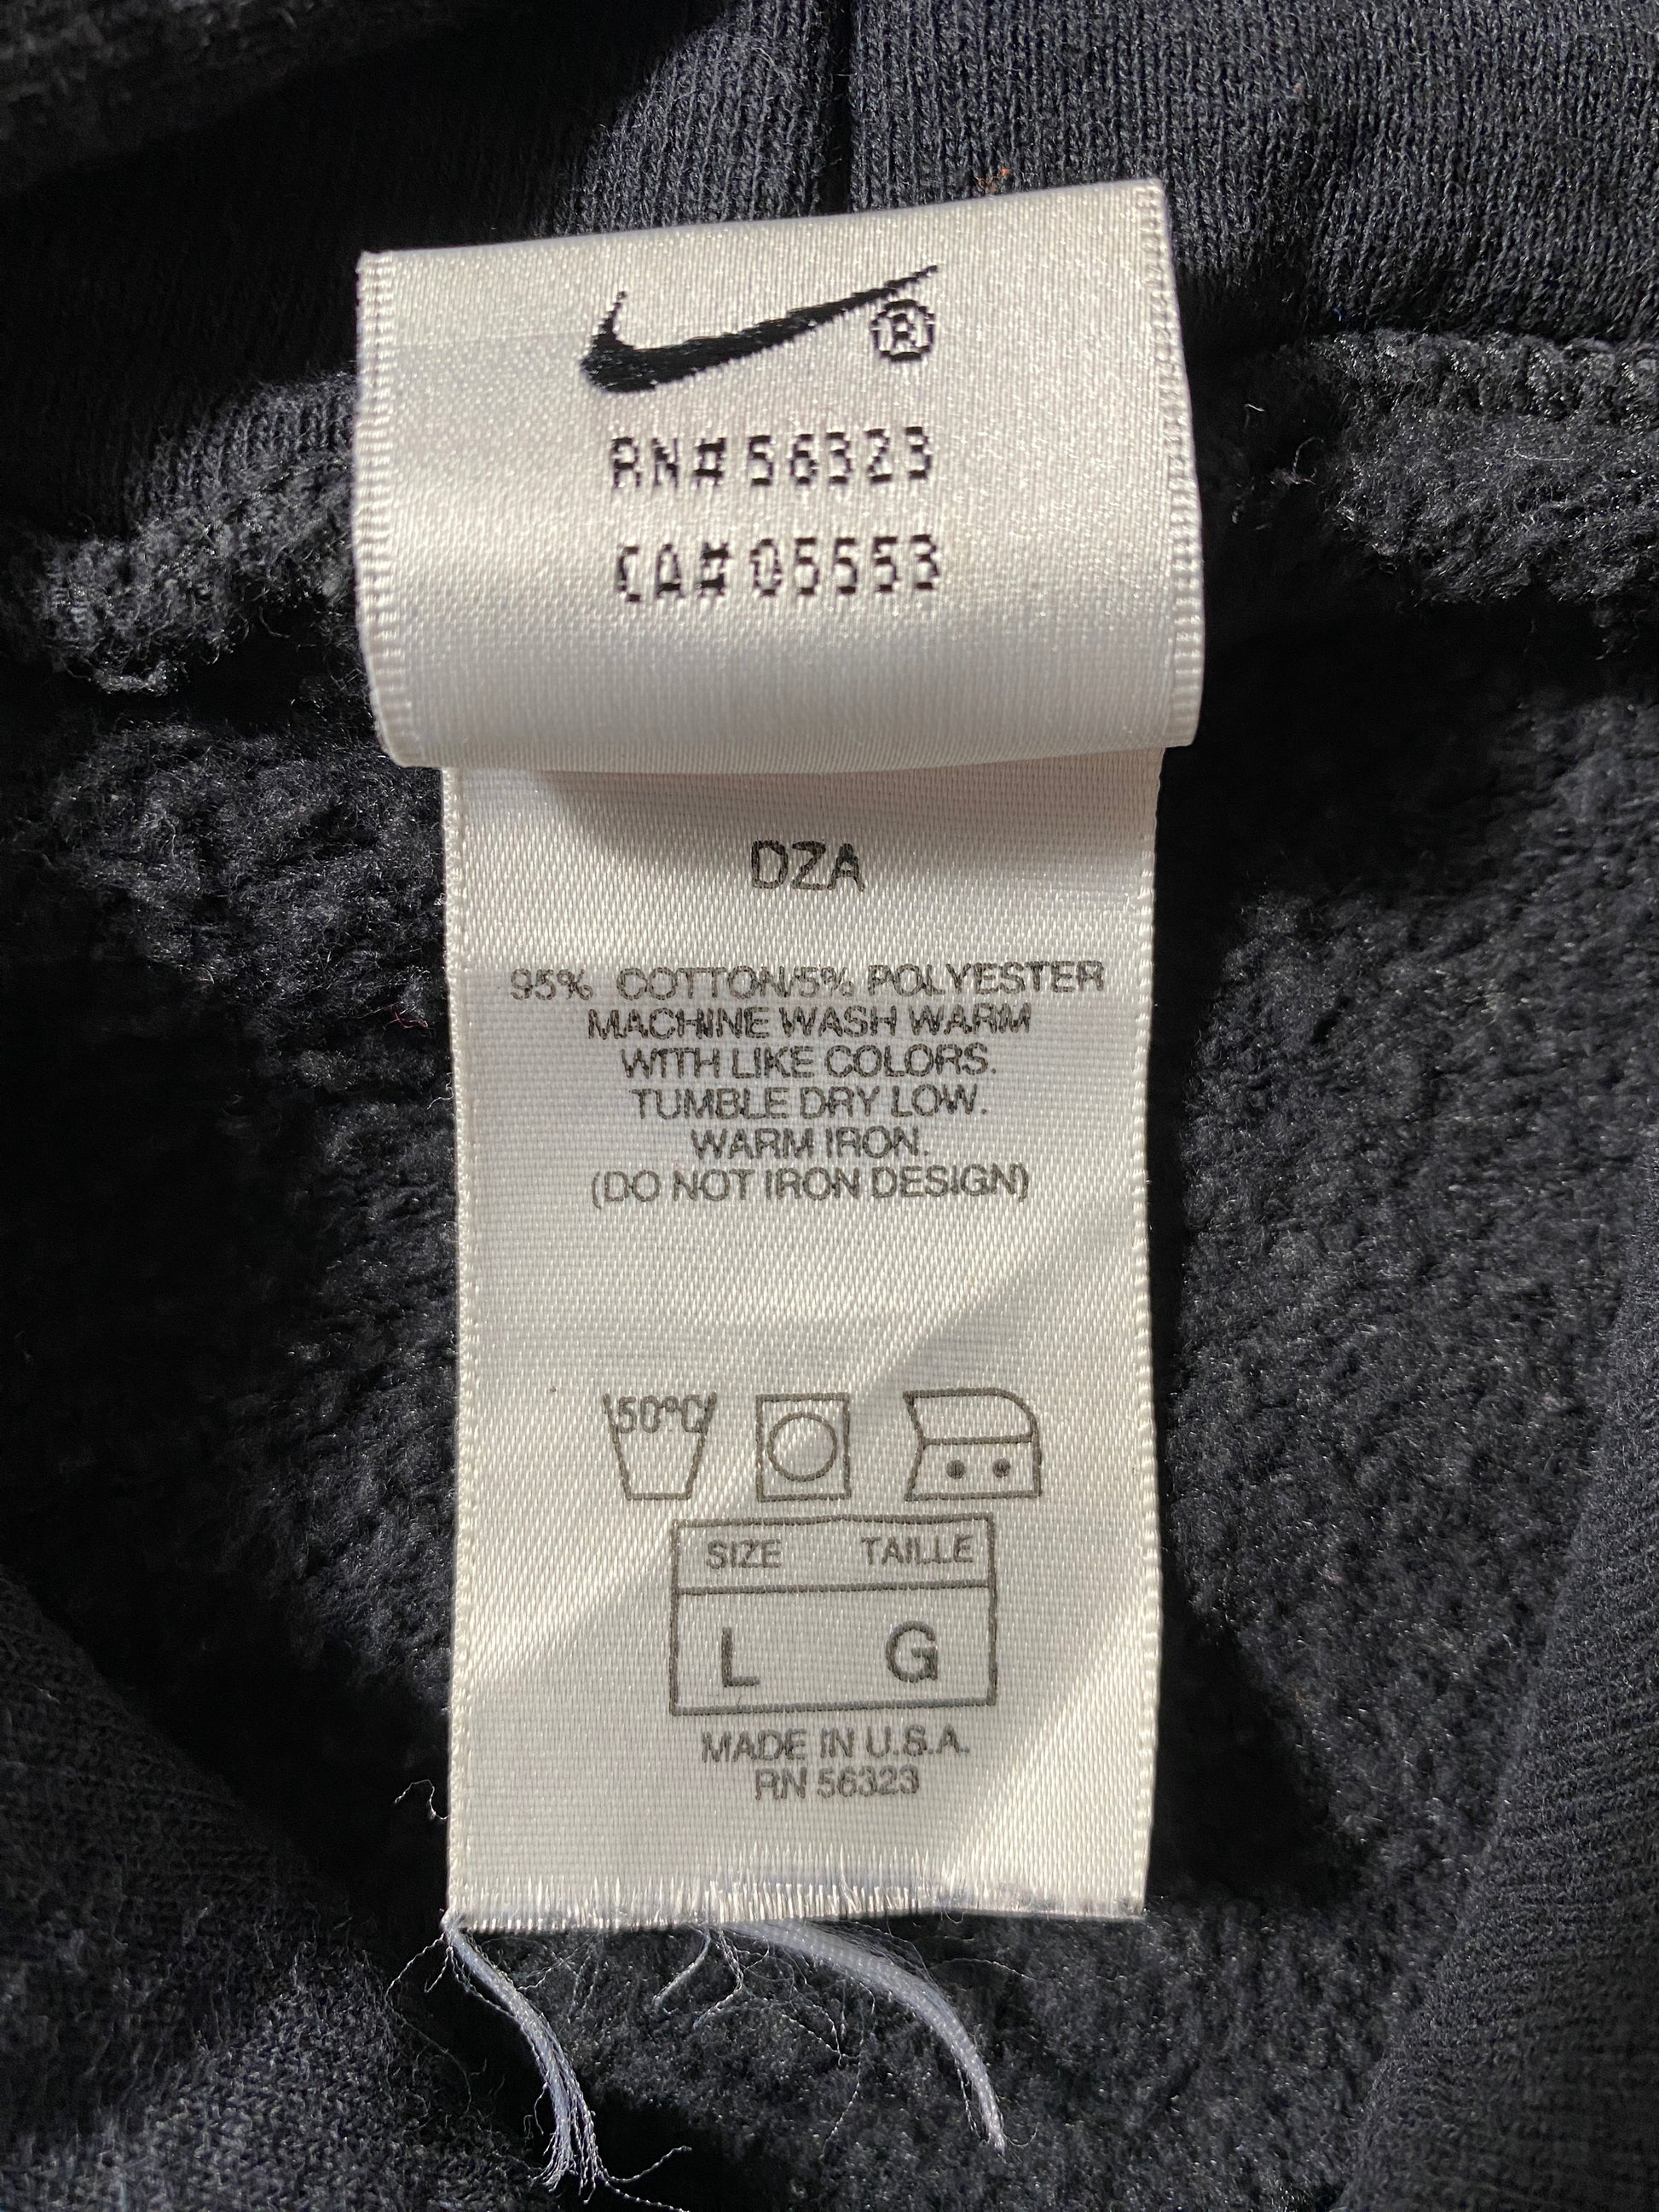 ®
RN# 56323
CA# 05553
DZA
95% COTTON/5% POLYESTER
MACHINE WASH WARM
WITH LIKE COLORS.
TUMBLE DRY LOW.
WARM IRON.
(DO NOT IRON DESIGN)
50°C
SIZE TAILLE
L G
MADE IN U.S.A.
RN 56323